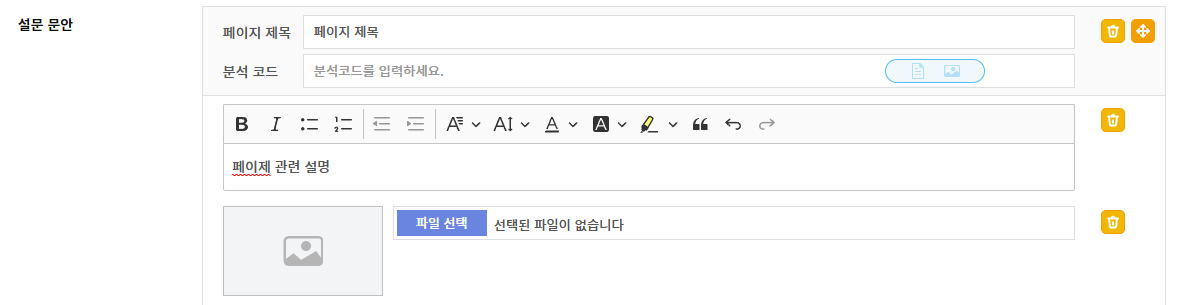 설문 문안
페이지 제목
페이지 제목
분석 코드
분석코드를 입력하세요.
페이제 관련 설명
파일 선택
선택된 파일이 없습니다